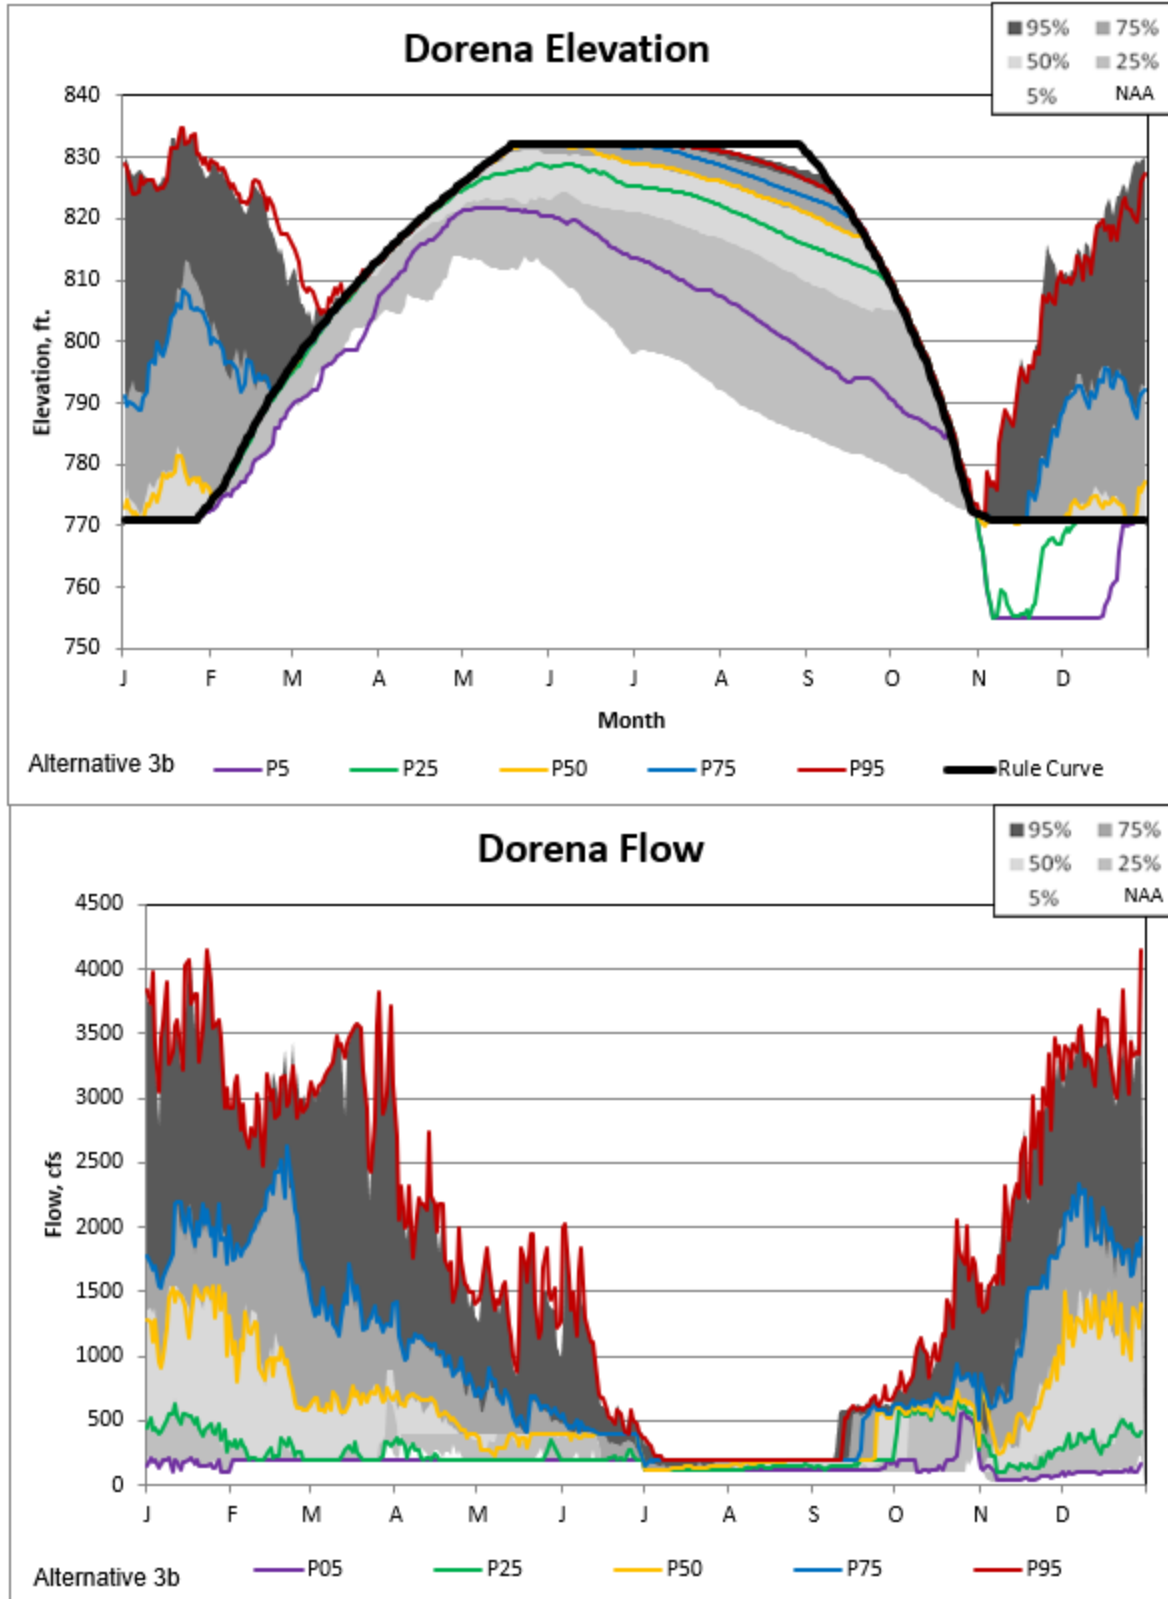 Dorena Elevation
95% 75%
50% 25%
5% NAA
840
830
820
810
800
790
780
770
760
750
Elevation, ft.
J F M A M J J A S O N D
Month
Alternative 3b P5 P25 P50 P75 P95 Rule Curve
Dorena Flow
95% 75%
50% 25%
5% NAA
4500
4000
3500
3000
2500
2000
1500
1000
500
0
Flow, cfs
J F M A M J J A S O N D
Alternative 3b P05 P25 P50 P75 P95